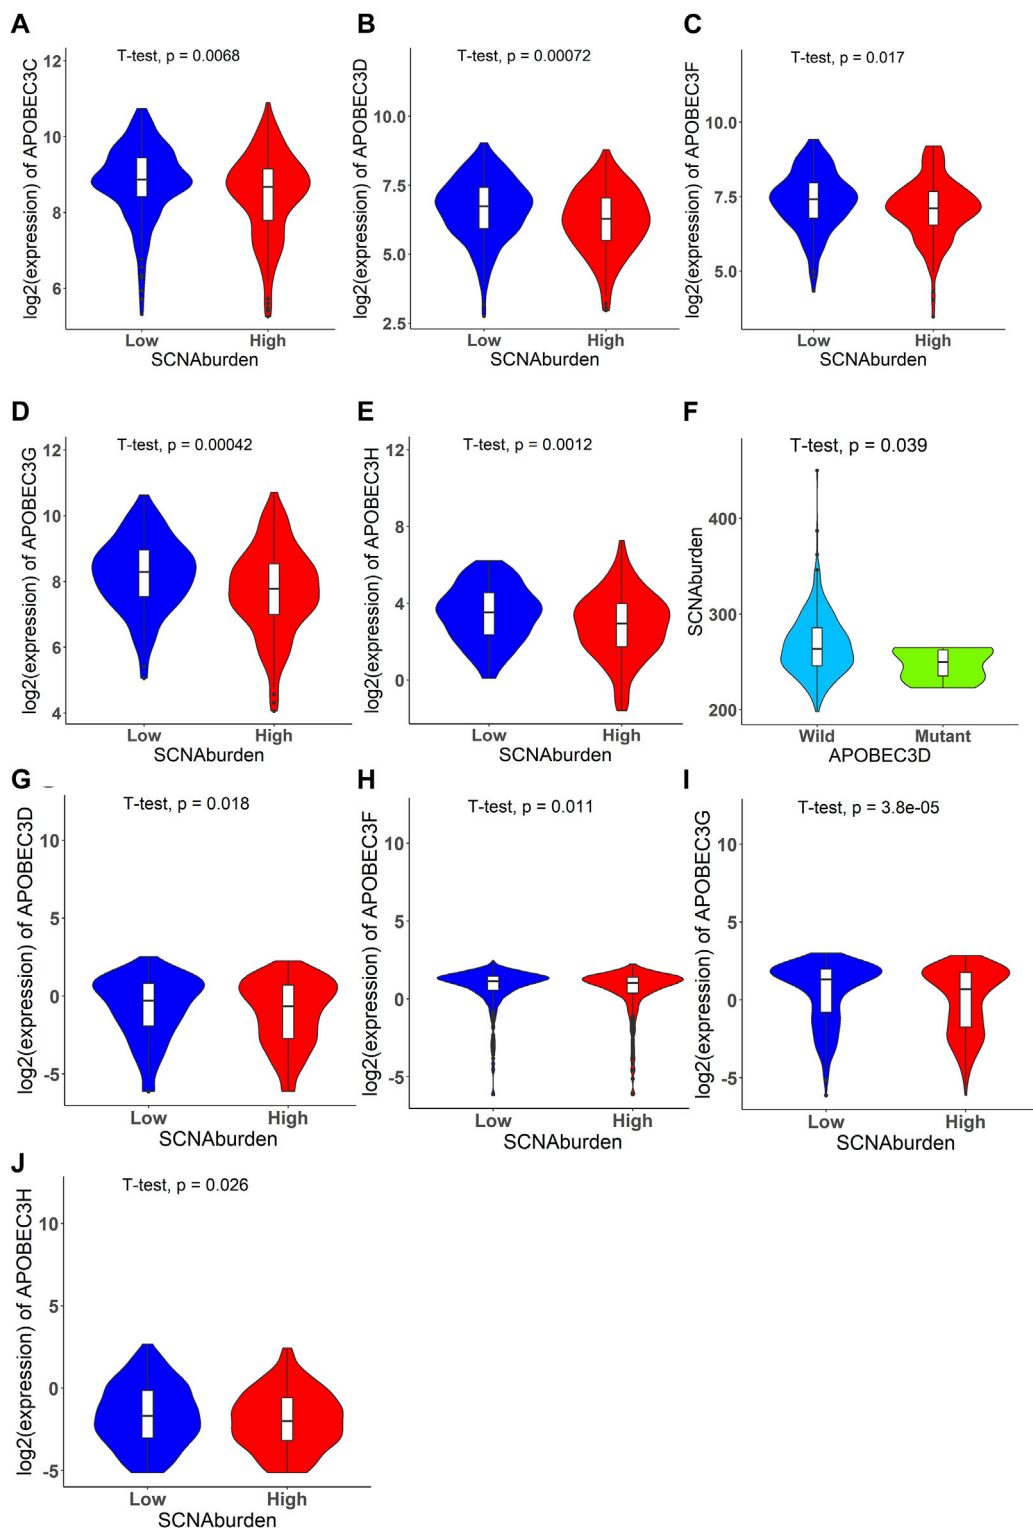 A
T-test, p = 0.0068
log2(expression) of APOBEC3C
12
10
8
6
Low
High
SCNAburden
B
T-test, p = 0.00072
log2(expression) of APOBEC3D
10.0
7.5
5.0
2.5
Low
High
SCNAburden
C
T-test, p = 0.017
log2(expression) of APOBEC3F
10.0
7.5
5.0
Low
High
SCNAburden
D
T-test, p = 0.00042
log2(expression) of APOBEC3G
12
10
8
6
4
Low
High
SCNAburden
E
T-test, p = 0.0012
log2(expression) of APOBEC3H
12
8
4
0
Low
High
SCNAburden
F
T-test, p = 0.039
SCNAburden
400
300
200
Wild
Mutant
APOBEC3D
G
T-test, p = 0.018
log2(expression) of APOBEC3D
10
5
0
-5
Low
High
SCNAburden
H
T-test, p = 0.011
log2(expression) of APOBEC3F
10
5
0
-5
Low
High
SCNAburden
I
T-test, p = 3.8e-05
log2(expression) of APOBEC3G
10
5
0
-5
Low
High
SCNAburden
J
T-test, p = 0.026
log2(expression) of APOBEC3H
10
5
0
-5
Low
High
SCNAburden